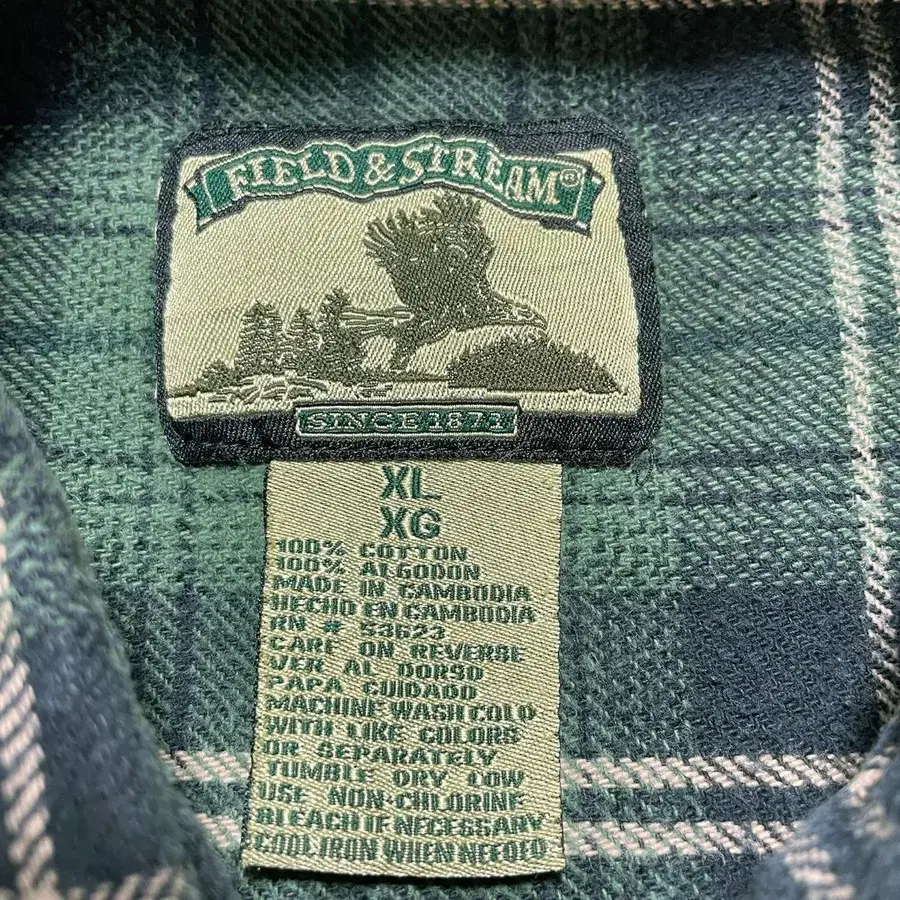 FIELD & STREAM®
SINCE 1871
XL
XG
100% COTTON
100% ALGODON
MADE IN CAMBODIA
HECHO EN CAMBODIA
RN # 53623
CARE ON REVERSE
VER AL DORSO
PAPA CUIDADO
MACHINE WASH COLD
WITH LIKE COLORS
OR SEPARATELY
TUMBLE DRY LOW
USE NON-CHLORINE
BLEACH IF NECESSARY
COOL IRON WHEN NEEDED